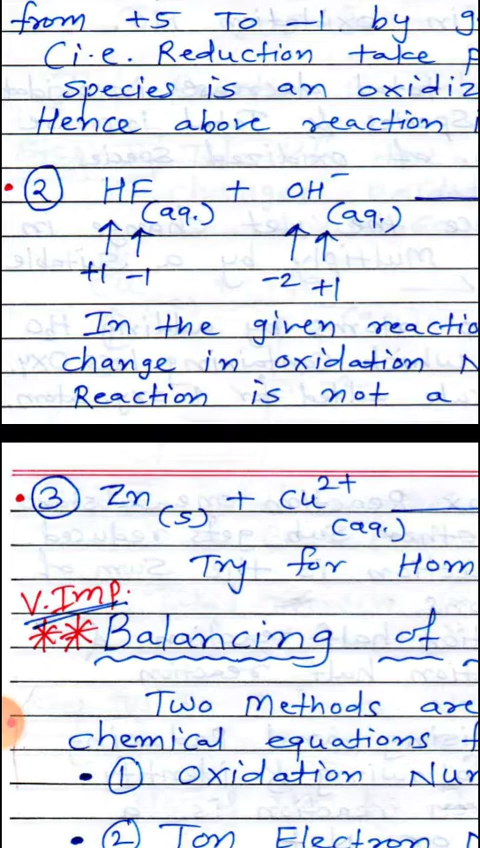 from +5 To -1 by g
(i.e. Reduction take p
species is an oxidiz
Hence above reaction i
② HF(aq.) + OH⁻(aq.)
+1 -1 -2 +1
In the given reactio
change in oxidation N
Reaction is not a
③ Zn(s) + Cu²⁺(aq.)
Try for Hom
V. Imp.
** Balancing of
Two Methods are
chemical equations f
• ① Oxidation Num
• ② Ion Electron M